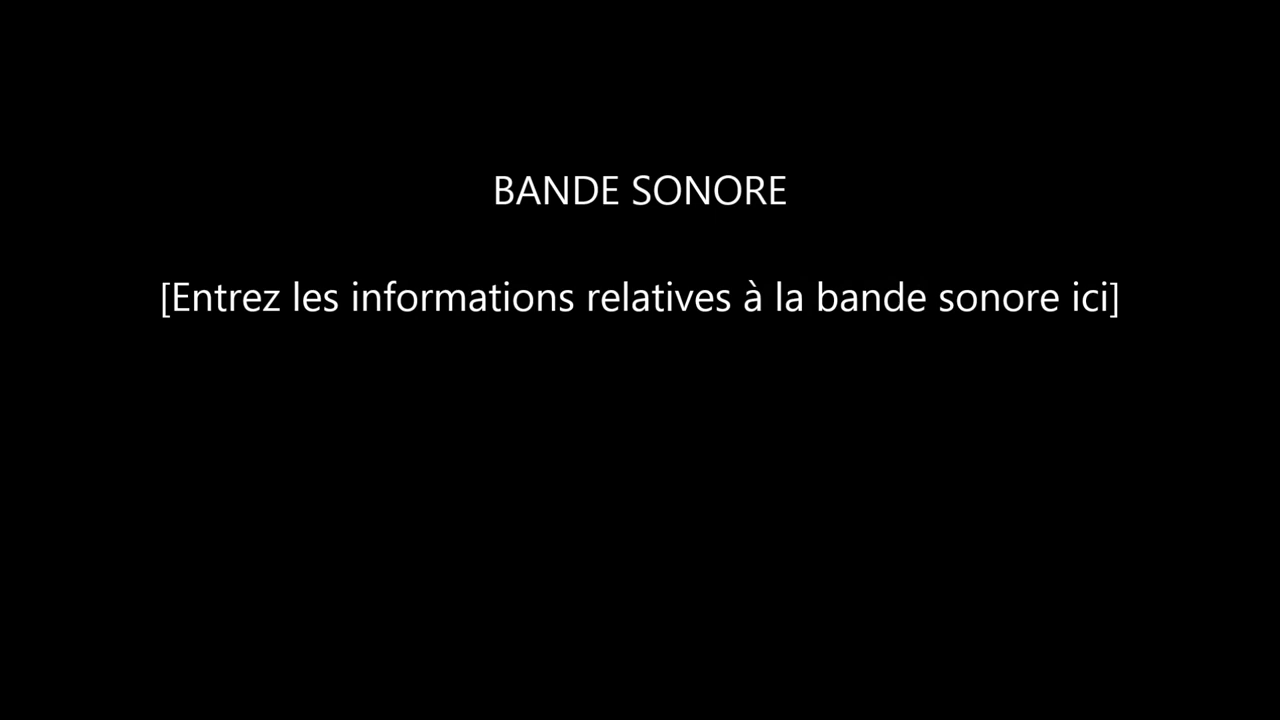 BANDE SONORE
[Entrez les informations relatives à la bande sonore ici]